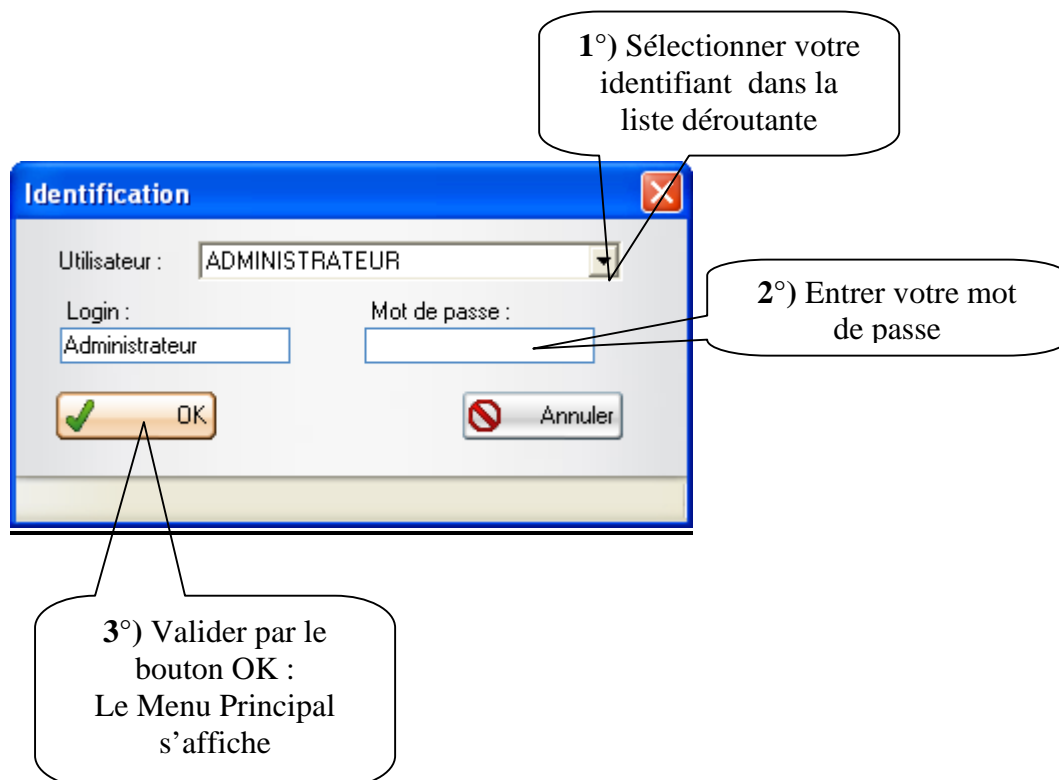 1°) Sélectionner votre
identifiant dans la
liste déroutante
Identification
Utilisateur :
ADMINISTRATEUR
Login :
Mot de passe :
Administrateur
2°) Entrer votre mot
de passe
OK
Annuler
3°) Valider par le
bouton OK :
Le Menu Principal
s’affiche